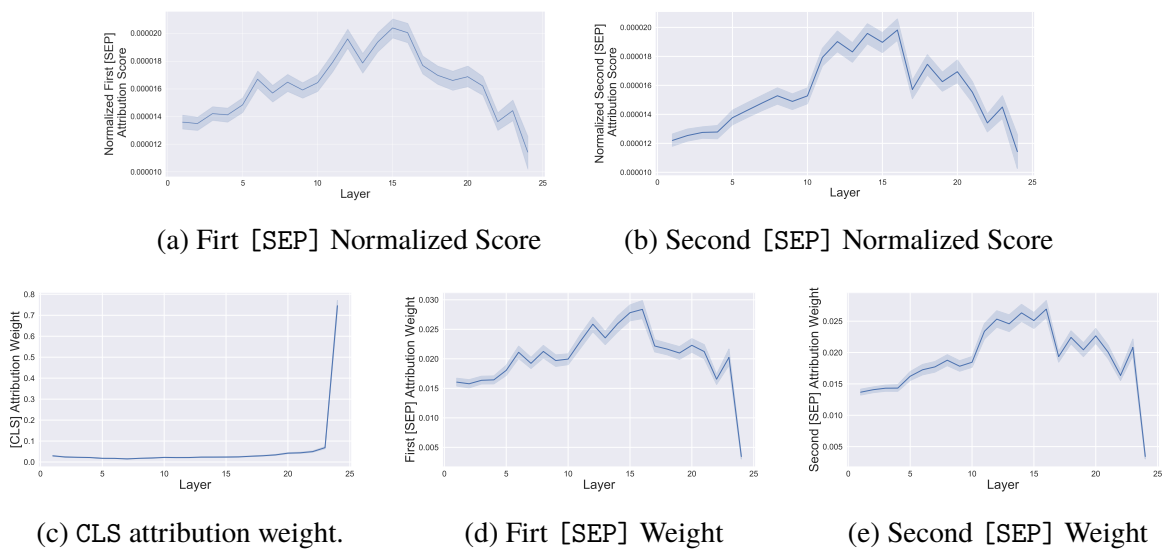 Normalized First [SEP]
Attribution Score
0.000020
0.000018
0.000016
0.000014
0.000012
0.000010
0 5 10 15 20 25
Layer
(a) Firt [SEP] Normalized Score
Normalized Second [SEP]
Attribution Score
0.000020
0.000018
0.000016
0.000014
0.000012
0.000010
0 5 10 15 20 25
Layer
(b) Second [SEP] Normalized Score
[CLS] Attribution Weight
0.8
0.7
0.6
0.5
0.4
0.3
0.2
0.1
0.0
0 5 10 15 20 25
Layer
(c) CLS attribution weight.
First [SEP] Attribution Weight
0.030
0.025
0.020
0.015
0.010
0.005
0 5 10 15 20 25
Layer
(d) Firt [SEP] Weight
Second [SEP] Attribution Weight
0.025
0.020
0.015
0.010
0.005
0 5 10 15 20 25
Layer
(e) Second [SEP] Weight